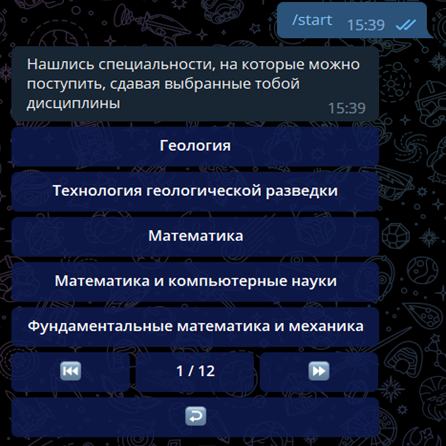 /start 15:39
Нашлись специальности, на которые можно
поступить, сдавая выбранные тобой
дисциплины
15:39
Геология
Технология геологической разведки
Математика
Математика и компьютерные науки
Фундаментальные математика и механика
1 / 12